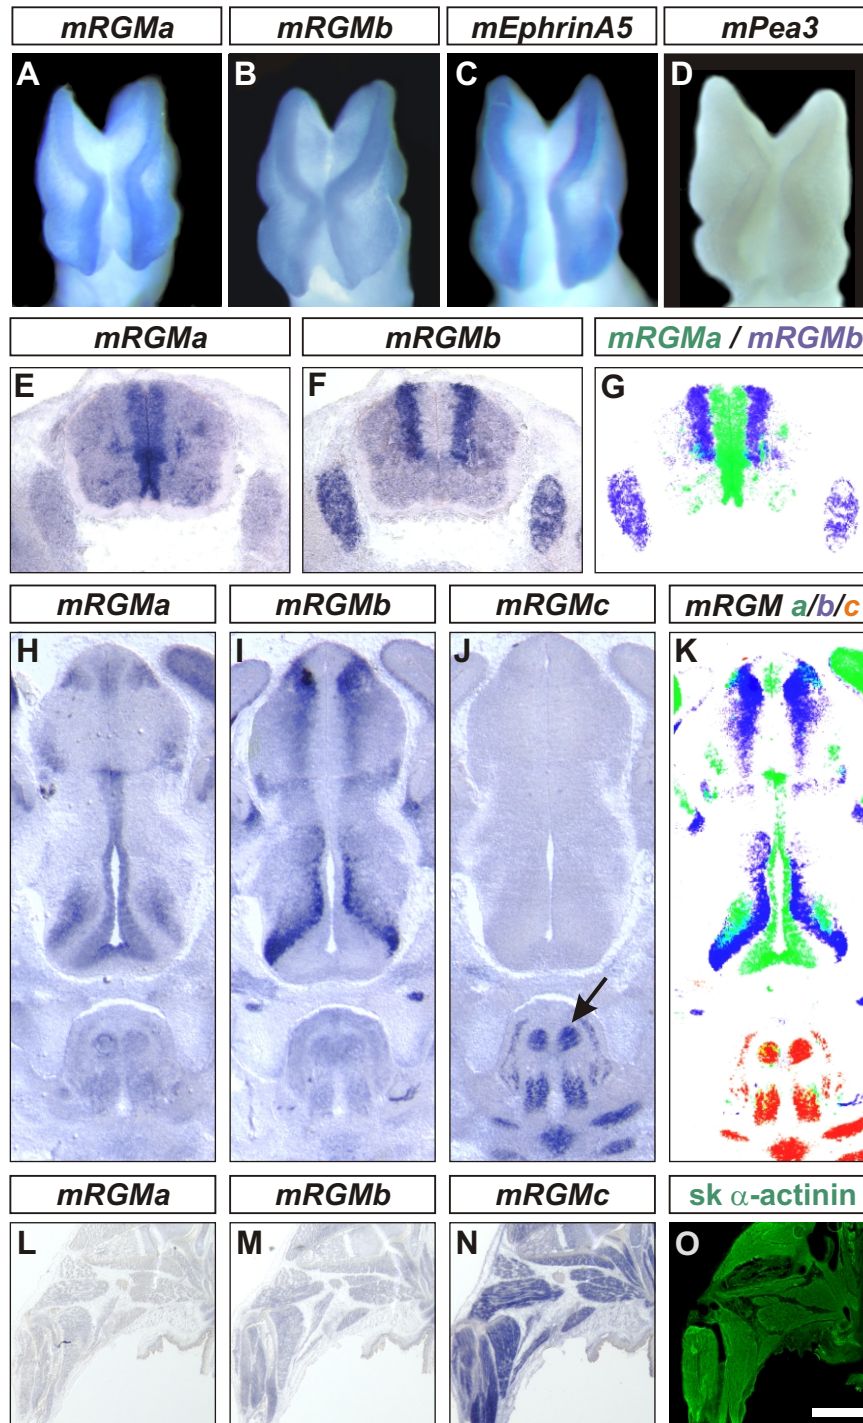 mRGMa mRGMb mEphrinA5 mPea3
A B C D
mRGMa mRGMb mRGMa / mRGMb
E F G
mRGMa mRGMb mRGMc mRGM a/b/c
H I J K
mRGMa mRGMb mRGMc sk α-actinin
L M N O